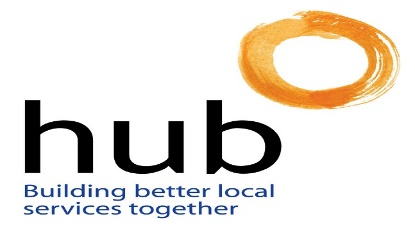 hub
Building better local
services together